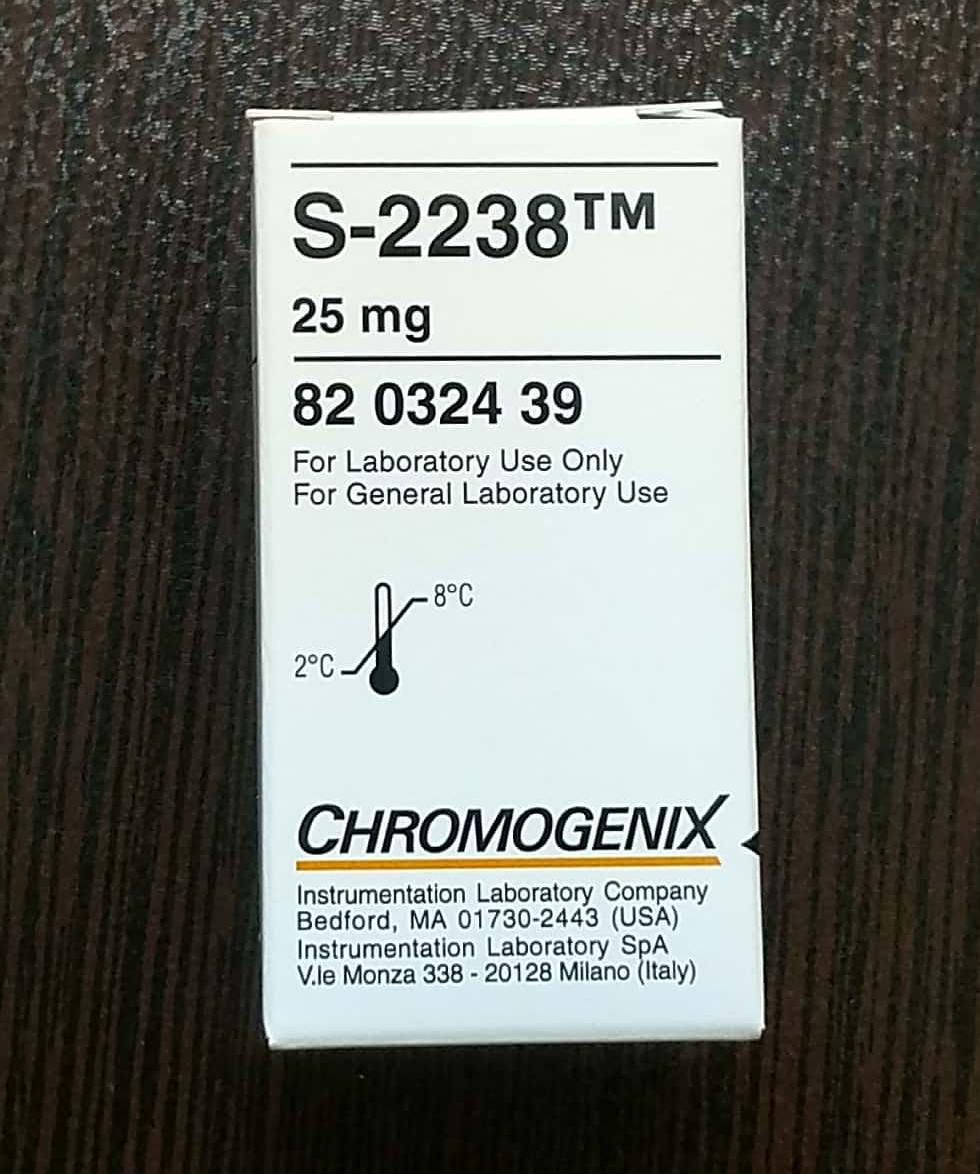 S-2238™
25 mg
82 0324 39
For Laboratory Use Only
For General Laboratory Use
8°C
2°C
CHROMOGENIX
Instrumentation Laboratory Company
Bedford, MA 01730-2443 (USA)
Instrumentation Laboratory SpA
V.le Monza 338 - 20128 Milano (Italy)